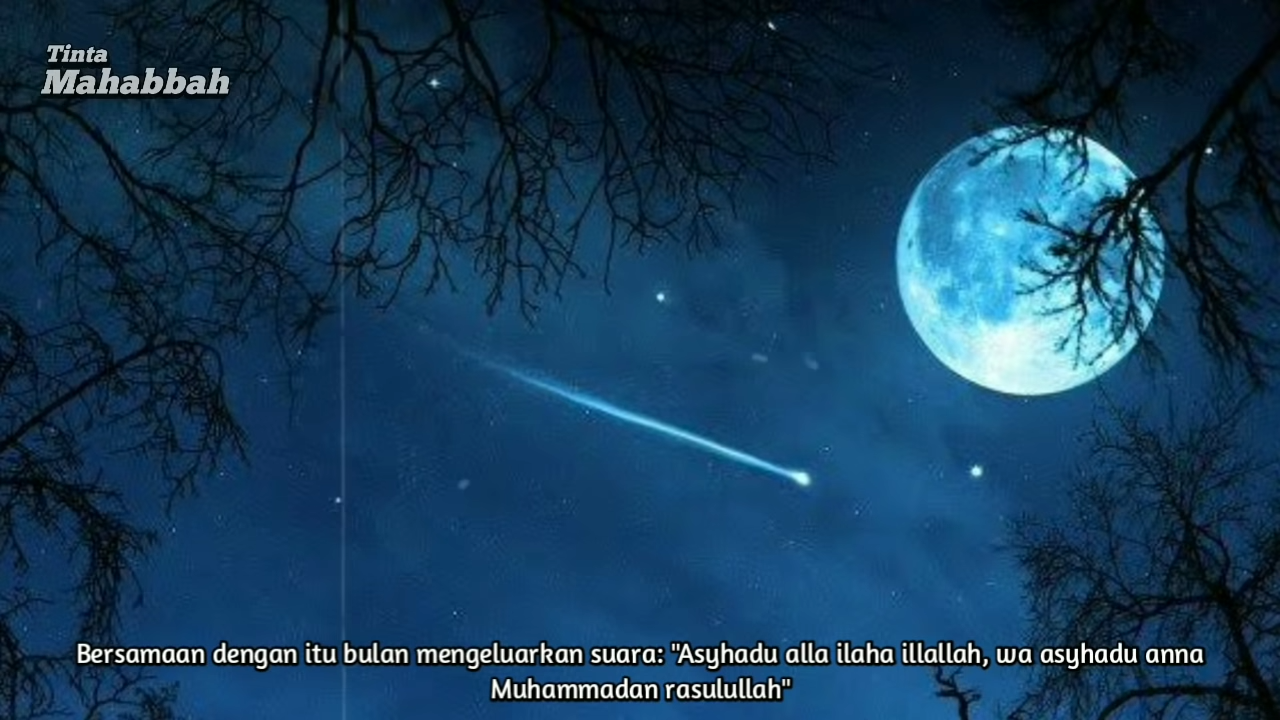 Tinta
Mahabbah
Bersamaan dengan itu bulan mengeluarkan suara: "Asyhadu alla ilaha illallah, wa asyhadu anna
Muhammadan rasulullah"